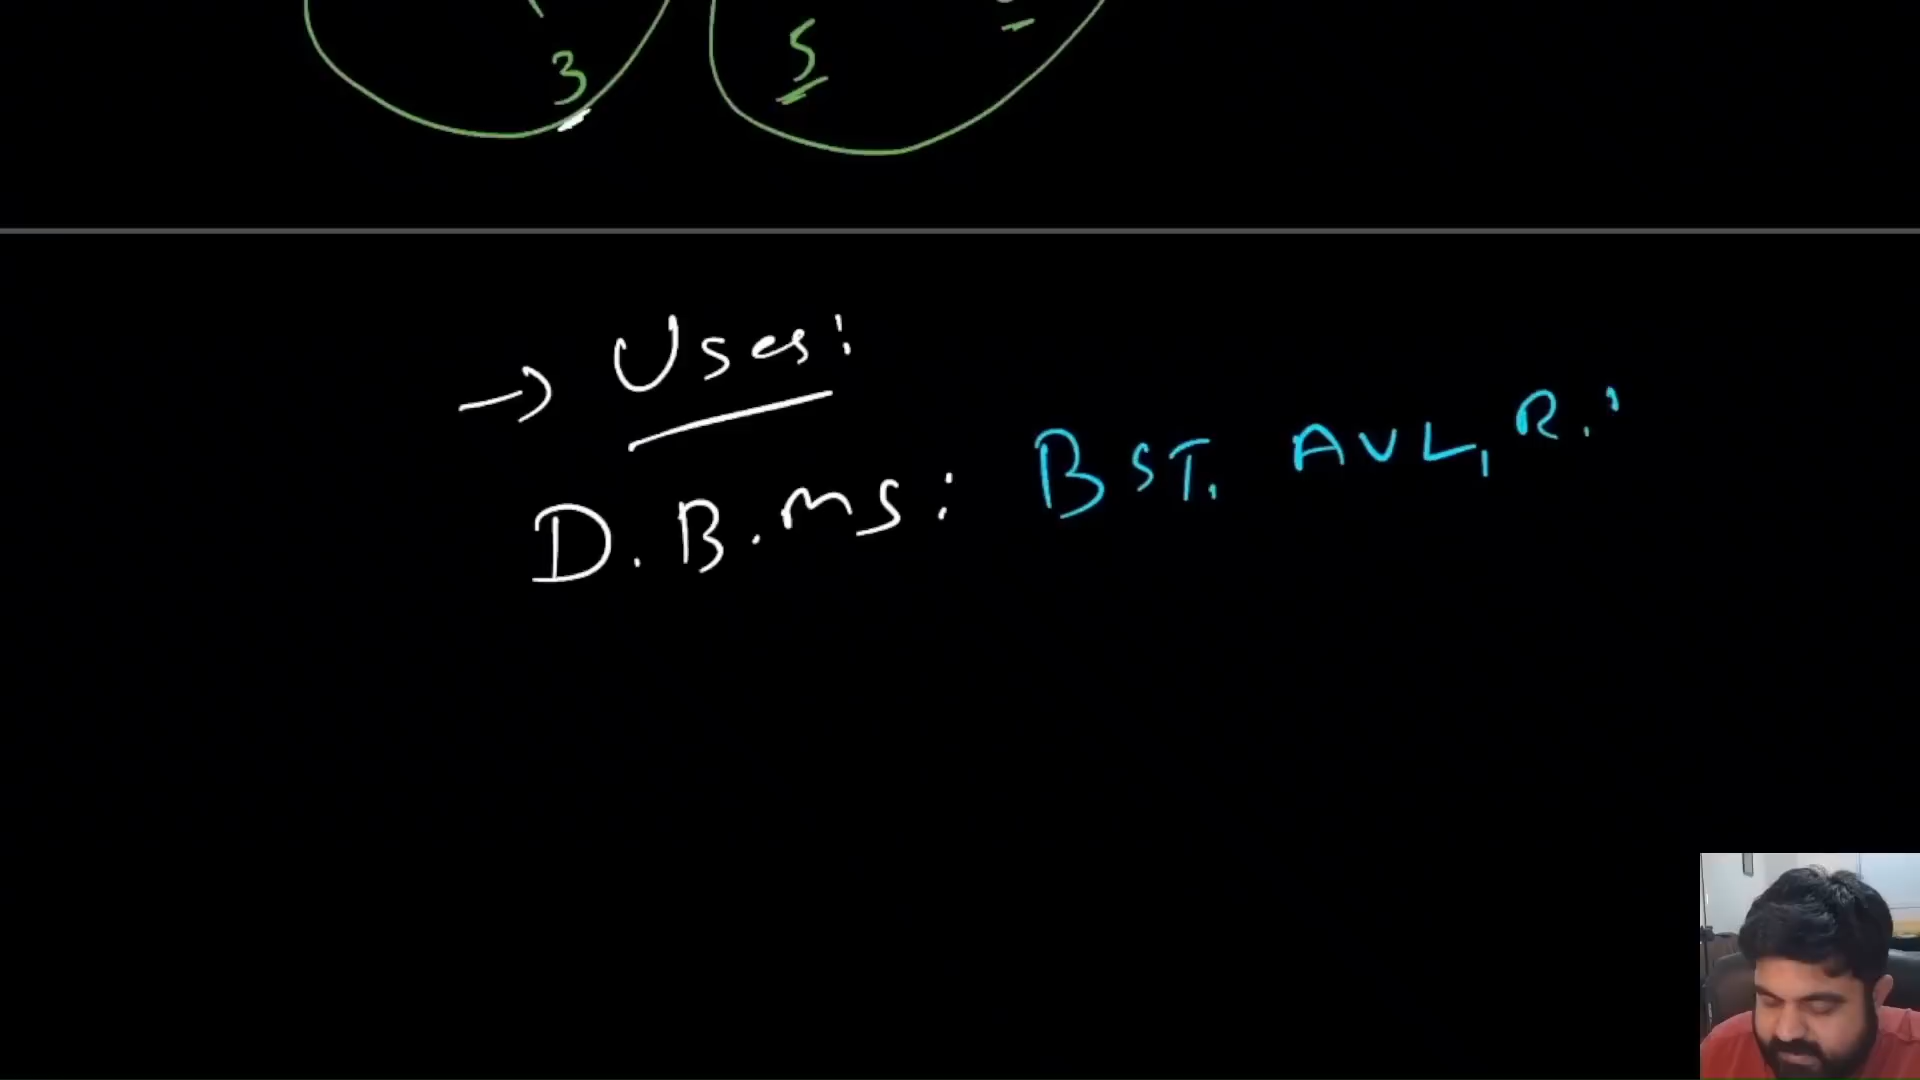 3 5
→ Uses:
D.B.MS: BST, AVL, R.